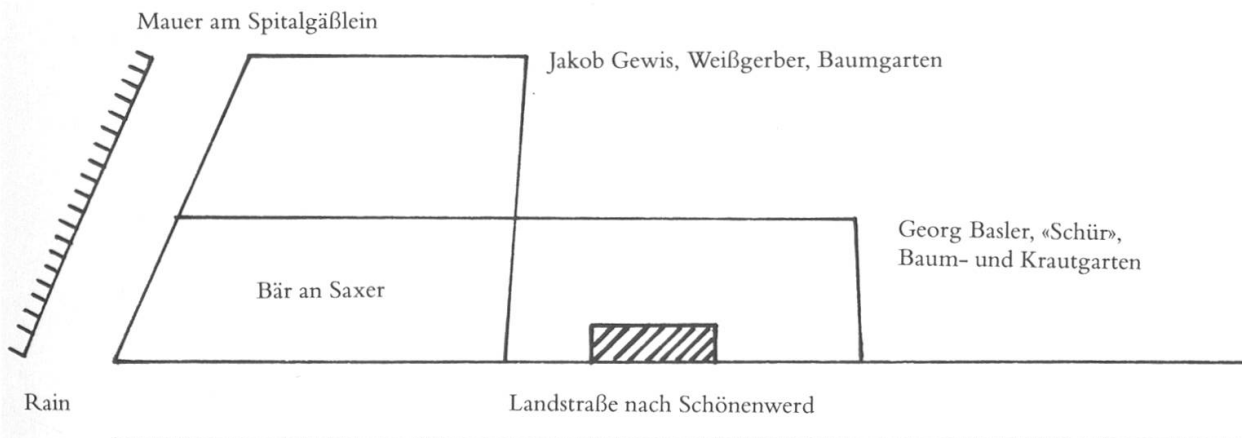 Mauer am Spitalgäßlein
Jakob Gewis, Weißgerber, Baumgarten
Georg Basler, «Schür»,
Baum- und Krautgarten
Bär an Saxer
Rain
Landstraße nach Schönenwerd